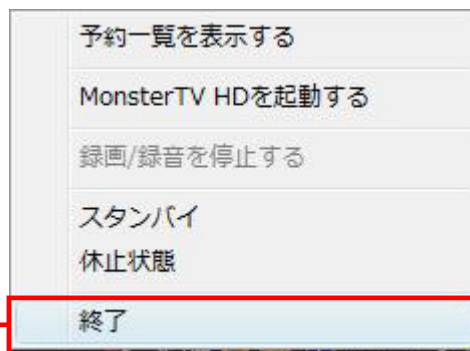 予約一覧を表示する
MonsterTV HDを起動する
録画/録音を停止する
スタンバイ
休止状態
終了